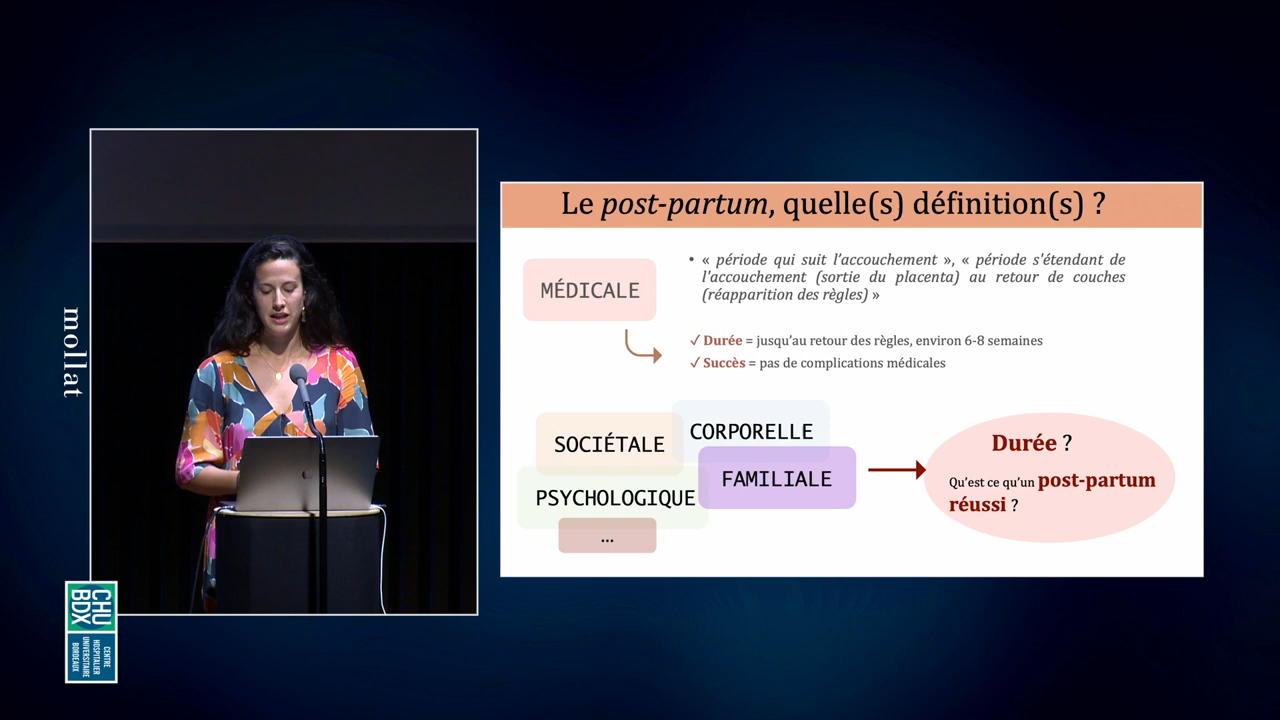 mollat
CHU
BDX
CENTRE
HOSPITALIER
UNIVERSITAIRE
BORDEAUX
Le post-partum, quelle(s) définition(s) ?
MÉDICALE
• « période qui suit l’accouchement », « période s'étendant de
l'accouchement (sortie du placenta) au retour de couches
(réapparition des règles) »
✓ Durée = jusqu’au retour des règles, environ 6-8 semaines
✓ Succès = pas de complications médicales
SOCIÉTALE
CORPORELLE
FAMILIALE
PSYCHOLOGIQUE
...
Durée ?
Qu’est ce qu’un post-partum
réussi ?